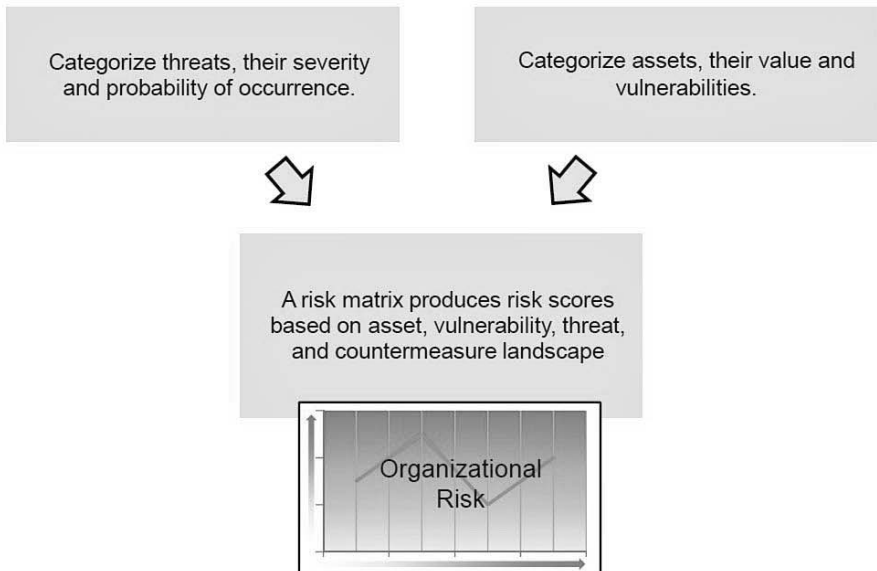 Categorize threats, their severity
and probability of occurrence.
Categorize assets, their value and
vulnerabilities.
A risk matrix produces risk scores
based on asset, vulnerability, threat,
and countermeasure landscape
Organizational
Risk